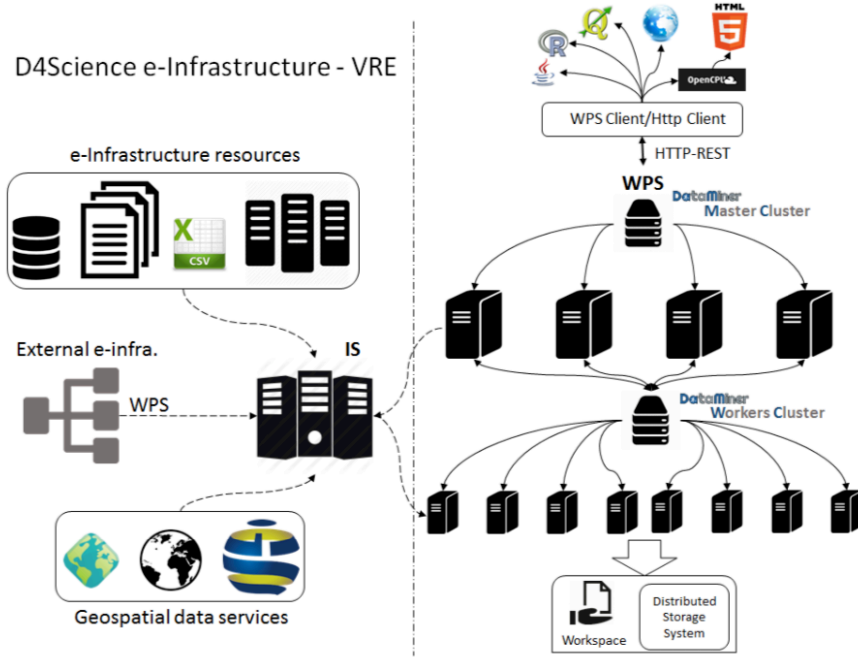 D4Science e-Infrastructure - VRE
e-Infrastructure resources
X
CSV
External e-infra.
WPS
IS
Geospatial data services
HTML
5
R
Q
Java
OpenCPU
WPS Client/Http Client
HTTP-REST
WPS
DataMiner
Master Cluster
DataMiner
Workers Cluster
Workspace
Distributed
Storage
System